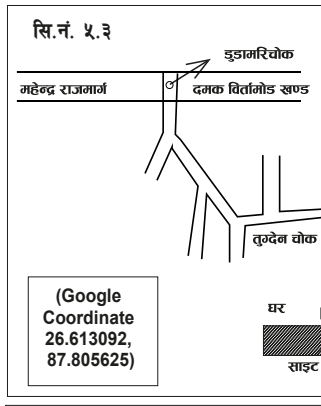 सि.नं. ५.३
डुडामरिचोक
महेन्द्र राजमार्ग
दमक विर्तामोड खण्ड
तुग्देन चोक
(Google
Coordinate
26.613092,
87.805625)
घर
साइट